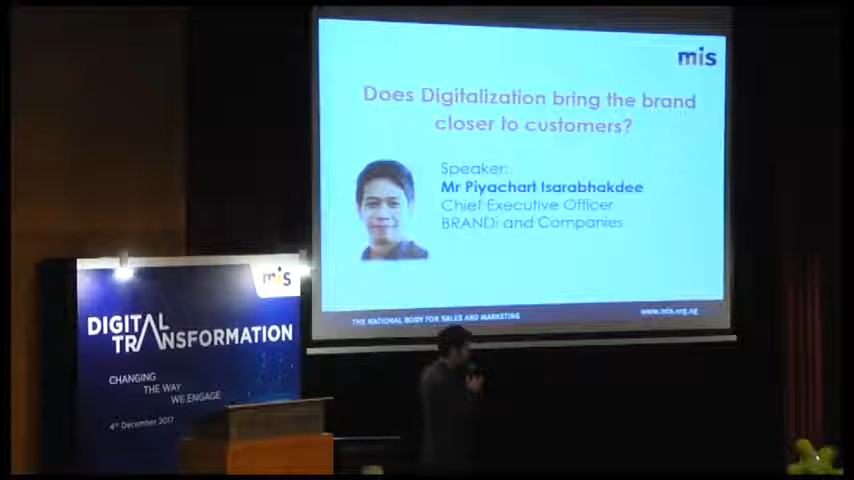 mis
Does Digitalization bring the brand
closer to customers?
Speaker:
Mr Piyachart Isarabhakdee
Chief Executive Officer
BRANDi and Companies
THE NATIONAL BODY FOR SALES AND MARKETING
www.mis.org.sg
mis
DIGITAL
TRANSFORMATION
CHANGING
THE WAY
WE ENGAGE
4th December 2017